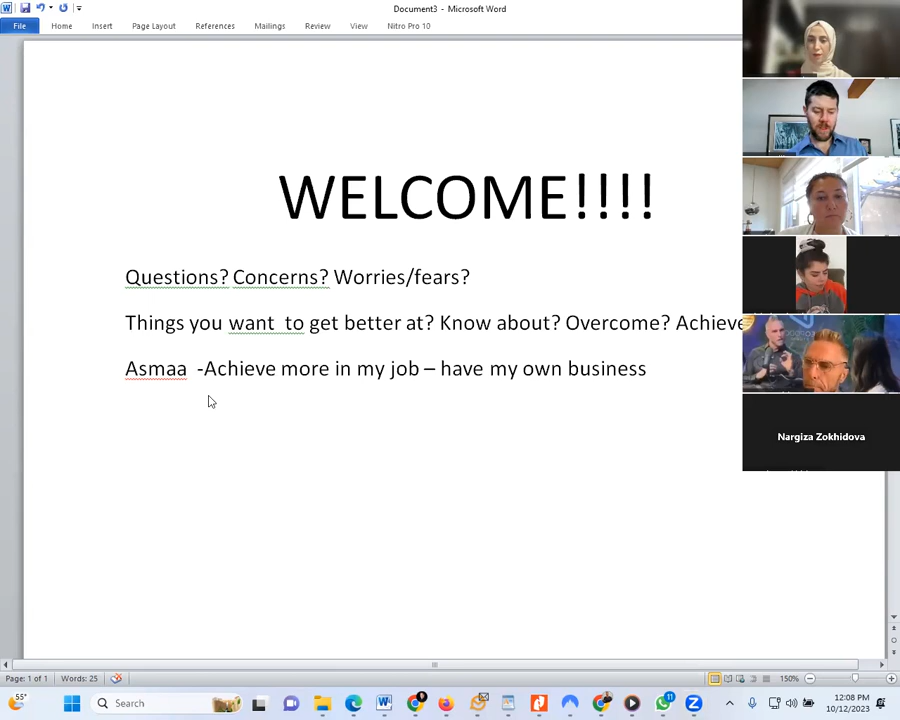 Document3 - Microsoft Word
File Home Insert Page Layout References Mailings Review View Nitro Pro 10
WELCOME!!!!
Questions? Concerns? Worries/fears?
Things you want  to get better at? Know about? Overcome? Achieve
Asmaa  -Achieve more in my job – have my own business
Nargiza Zokhidova
Page: 1 of 1 Words: 25 150%
55° Search 11 12:08 PM
10/12/2023